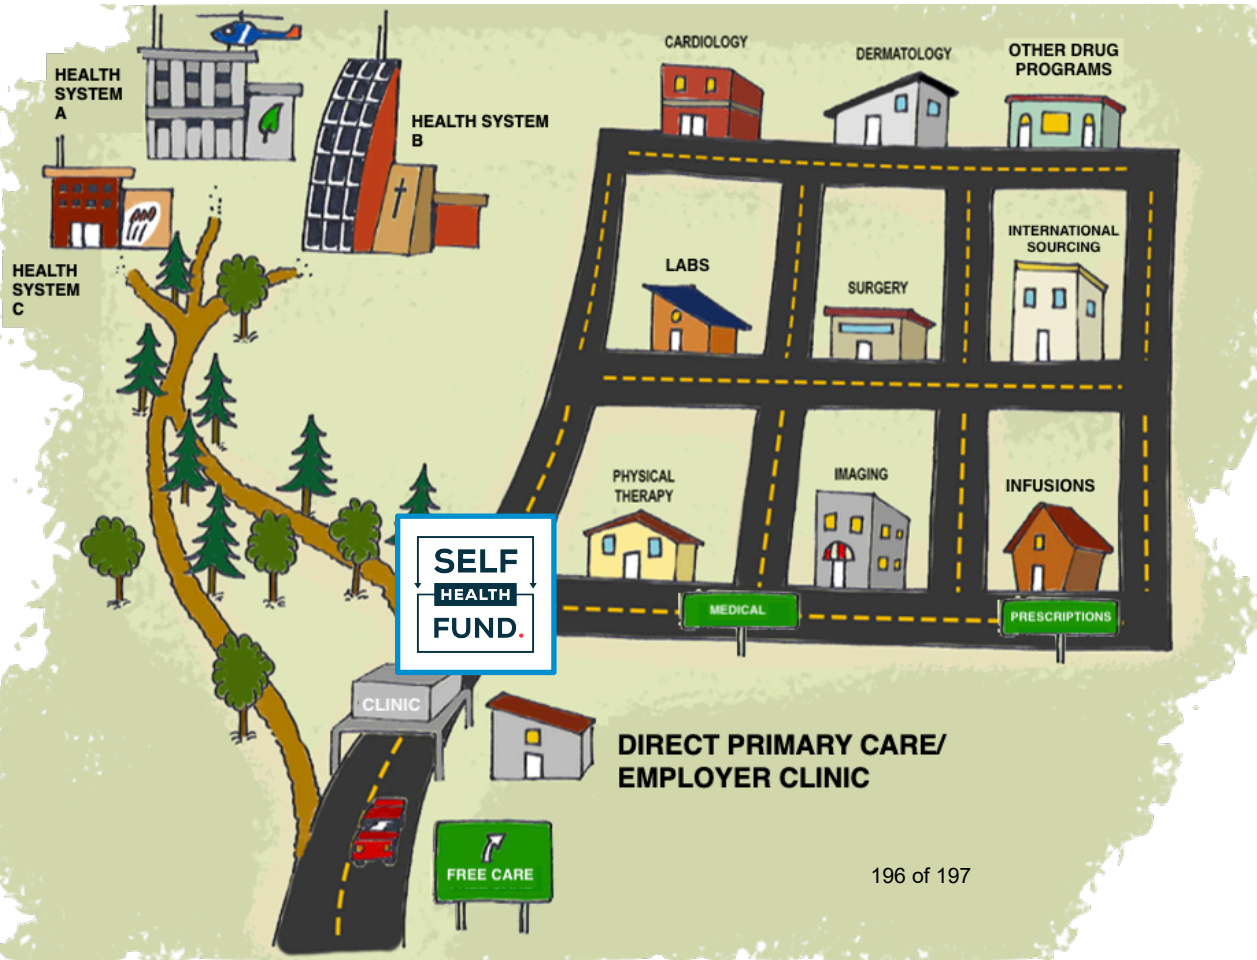 HEALTH
SYSTEM
A
HEALTH SYSTEM
B
HEALTH
SYSTEM
C
CARDIOLOGY
DERMATOLOGY
OTHER DRUG
PROGRAMS
LABS
SURGERY
INTERNATIONAL
SOURCING
PHYSICAL
THERAPY
IMAGING
INFUSIONS
MEDICAL
PRESCRIPTIONS
SELF
HEALTH
FUND.
CLINIC
DIRECT PRIMARY CARE/
EMPLOYER CLINIC
FREE CARE
196 of 197